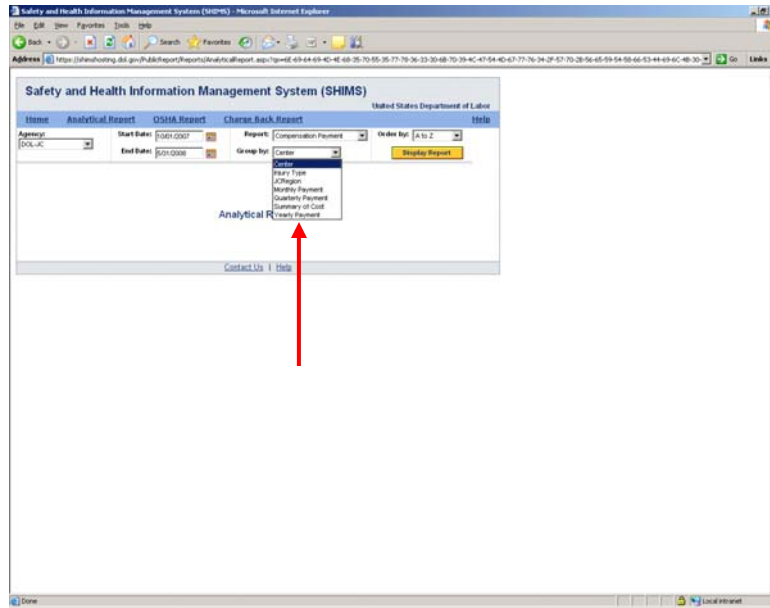 Safety and Health Information Management System (SHIMS) - Microsoft Internet Explorer
File Edit View Favorites Tools Help
Back Search Favorites
Address Go Links
Safety and Health Information Management System (SHIMS)
United States Department of Labor
Home Analytical Report OSHA Report Charge Back Report Help
Agency: Start Date: 10/01/2007 Report: Compensation Payment Order by: A to Z
DOL-JC End Date: 5/31/2008 Group by: Center Display Report
Center
Injury Type
JCRegion
Monthly Payment
Quarterly Payment
Summary of Cost
Yearly Payment
Analytical R
Contact Us | Help
Done Local intranet